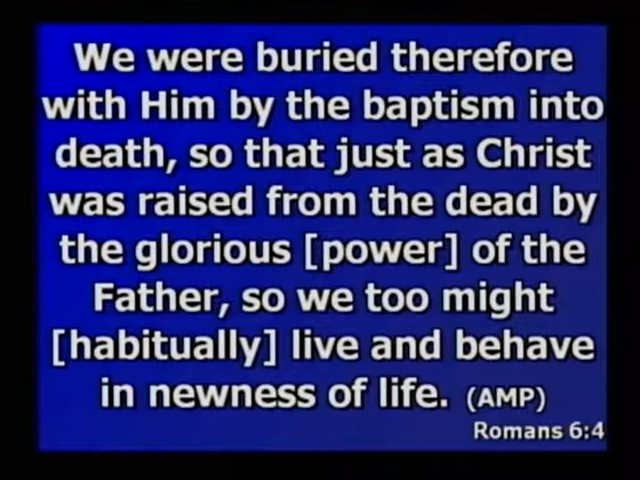 We were buried therefore
with Him by the baptism into
death, so that just as Christ
was raised from the dead by
the glorious [power] of the
Father, so we too might
[habitually] live and behave
in newness of life. (AMP)
Romans 6:4